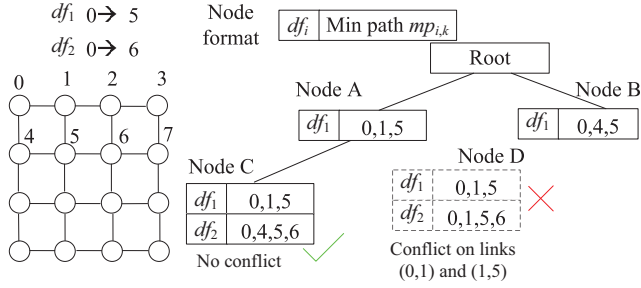 df₁ 0→ 5
df₂ 0→ 6
0 1 2 3
4 5 6 7
Node format
dfᵢ Min path mpᵢ,ₖ
Root
Node A
df₁ 0,1,5
Node B
df₁ 0,4,5
Node C
df₁ 0,1,5
df₂ 0,4,5,6
No conflict
Node D
df₁ 0,1,5
df₂ 0,1,5,6
Conflict on links
(0,1) and (1,5)